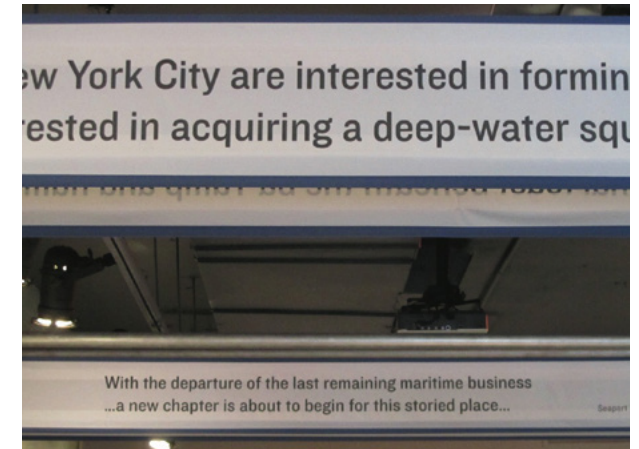 ew York City are interested in formin
rested in acquiring a deep-water squ
With the departure of the last remaining maritime business
...a new chapter is about to begin for this storied place...
Seaport